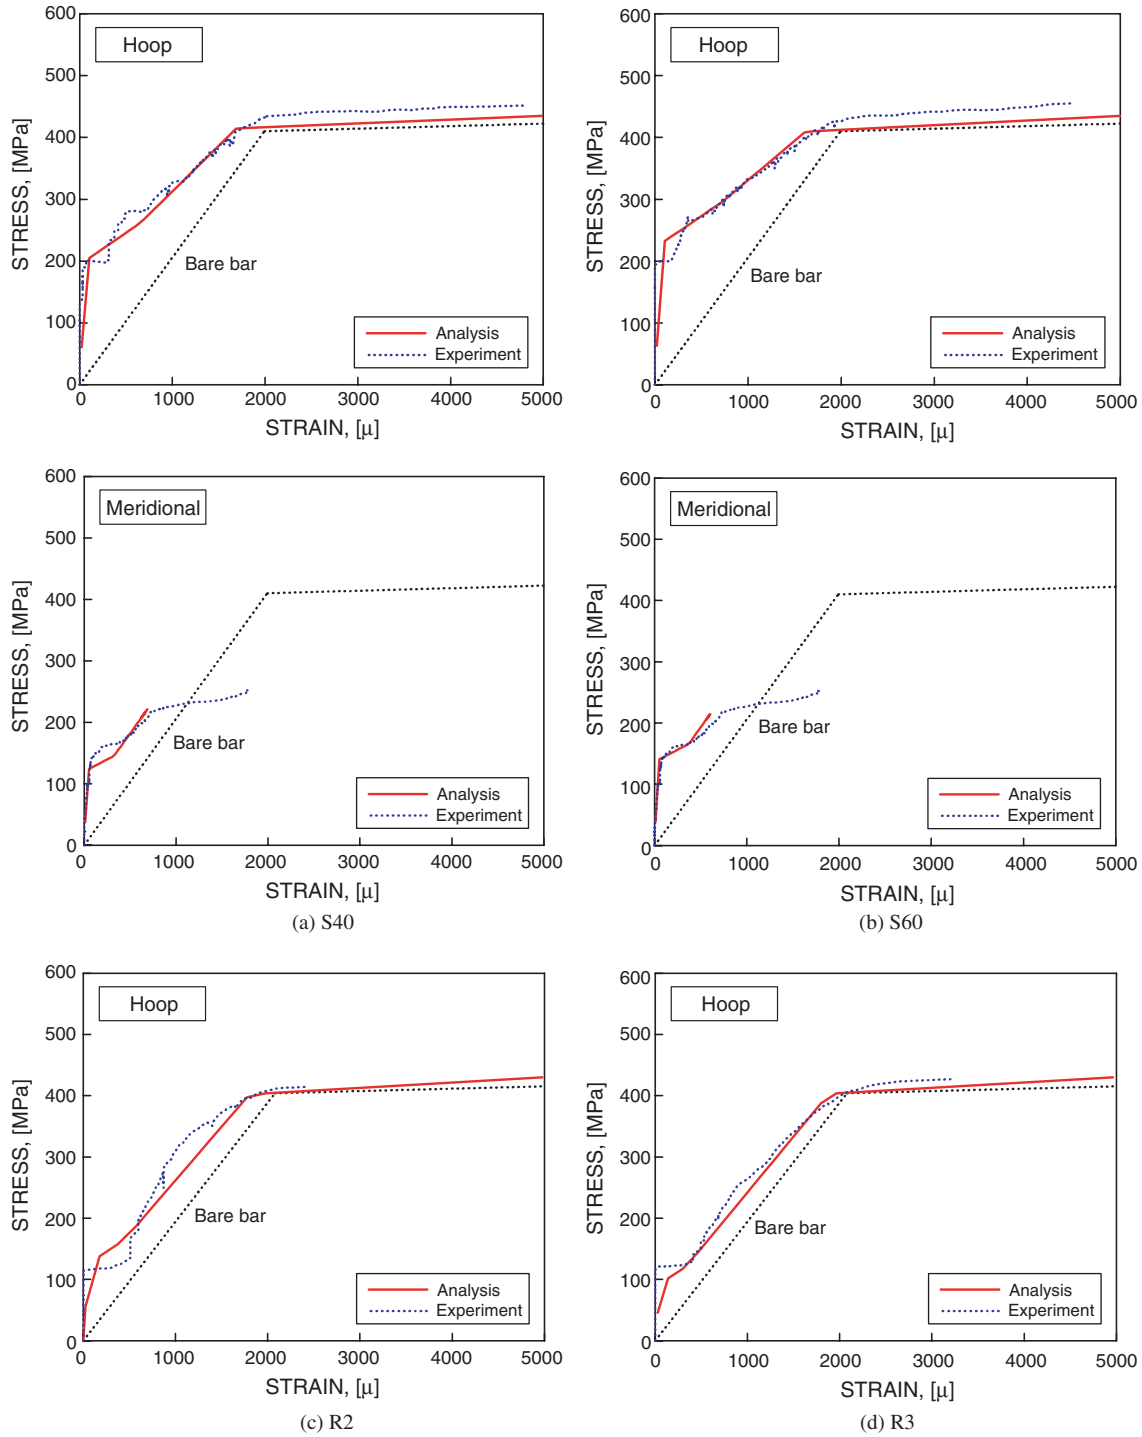 600
500
400
300
200
100
0
Hoop
Bare bar
Analysis
Experiment
0 1000 2000 3000 4000 5000
STRESS, [MPa]
STRAIN, [μ]
600
500
400
300
200
100
0
Hoop
Bare bar
Analysis
Experiment
0 1000 2000 3000 4000 5000
STRESS, [MPa]
STRAIN, [μ]
600
500
400
300
200
100
0
Meridional
Bare bar
Analysis
Experiment
0 1000 2000 3000 4000 5000
STRESS, [MPa]
STRAIN, [μ]
(a) S40
600
500
400
300
200
100
0
Meridional
Bare bar
Analysis
Experiment
0 1000 2000 3000 4000 5000
STRESS, [MPa]
STRAIN, [μ]
(b) S60
600
500
400
300
200
100
0
Hoop
Bare bar
Analysis
Experiment
0 1000 2000 3000 4000 5000
STRESS, [MPa]
STRAIN, [μ]
(c) R2
600
500
400
300
200
100
0
Hoop
Bare bar
Analysis
Experiment
0 1000 2000 3000 4000 5000
STRESS, [MPa]
STRAIN, [μ]
(d) R3